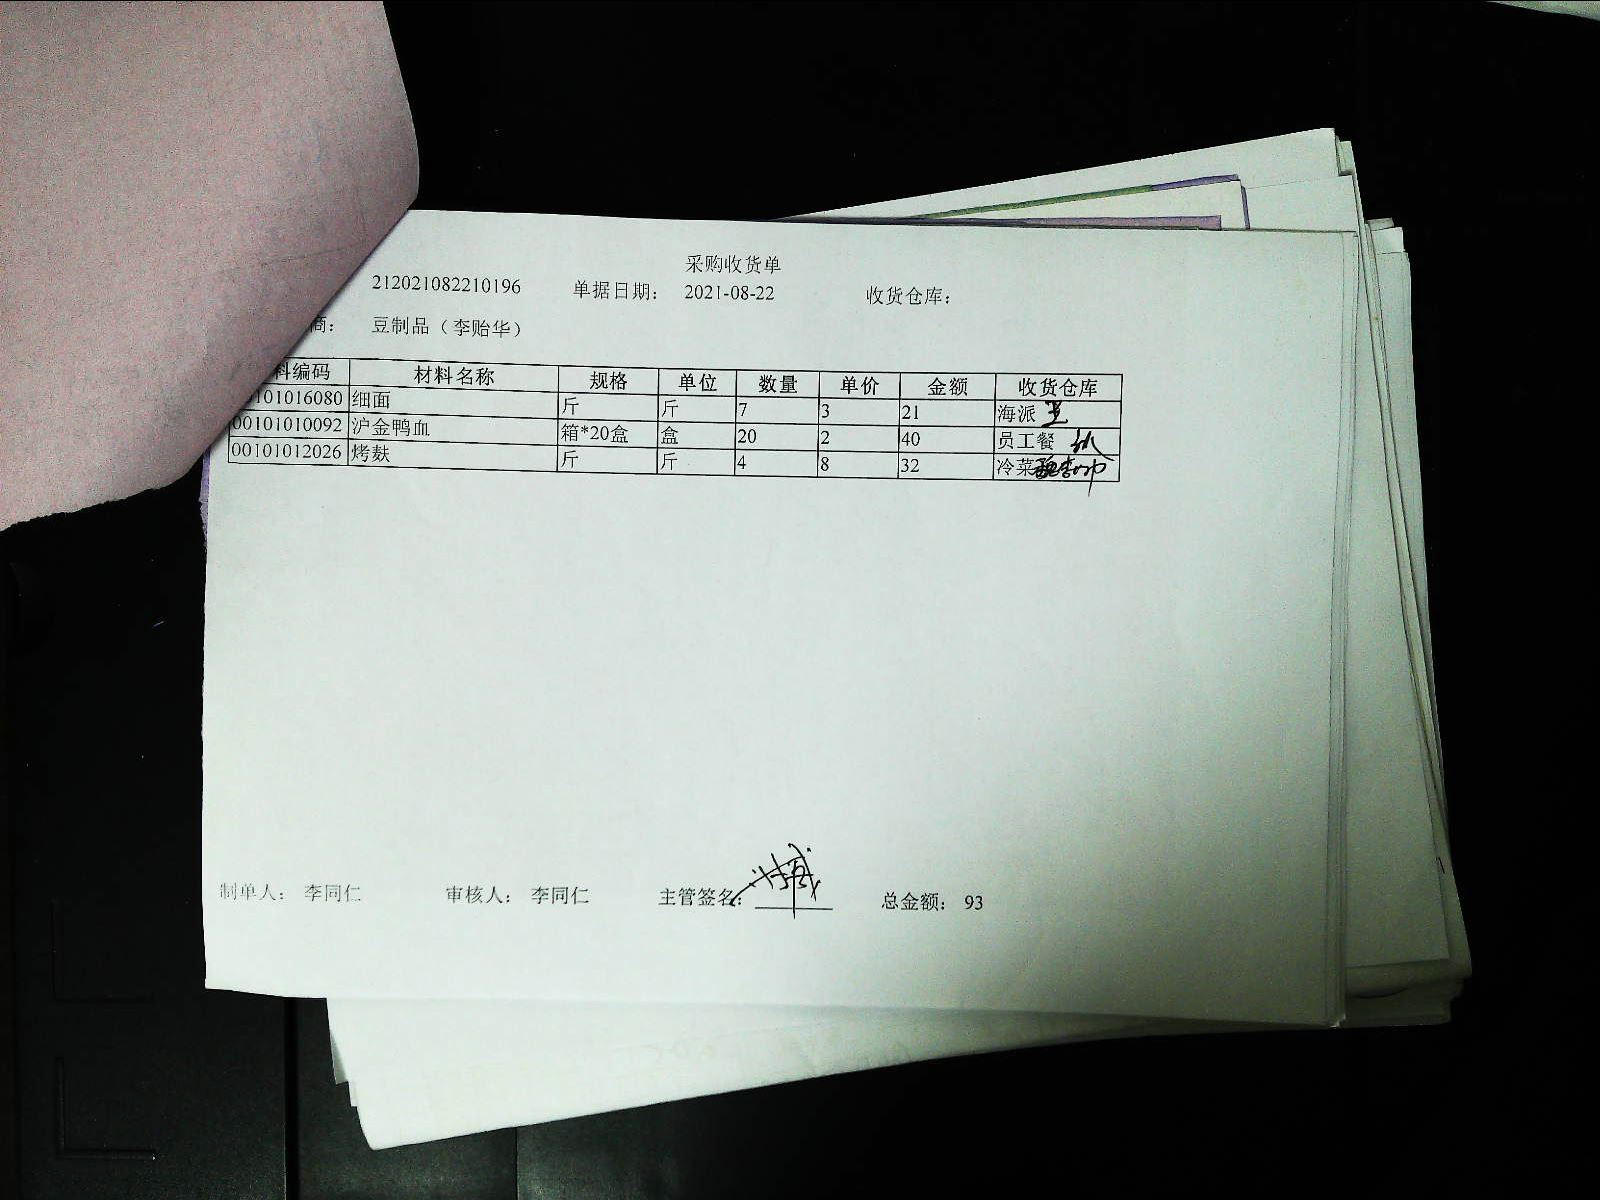 采购收货单
212021082210196 单据日期： 2021-08-22 收货仓库：
商： 豆制品（李贻华）
料编码 材料名称 规格 单位 数量 单价 金额 收货仓库
101016080 细面 斤 斤 7 3 21 海派
00101010092 沪金鸭血 箱*20盒 盒 20 2 40 员工餐
00101012026 烤麸 斤 斤 4 8 32 冷菜
制单人： 李同仁 审核人： 李同仁 主管签名： 总金额： 93